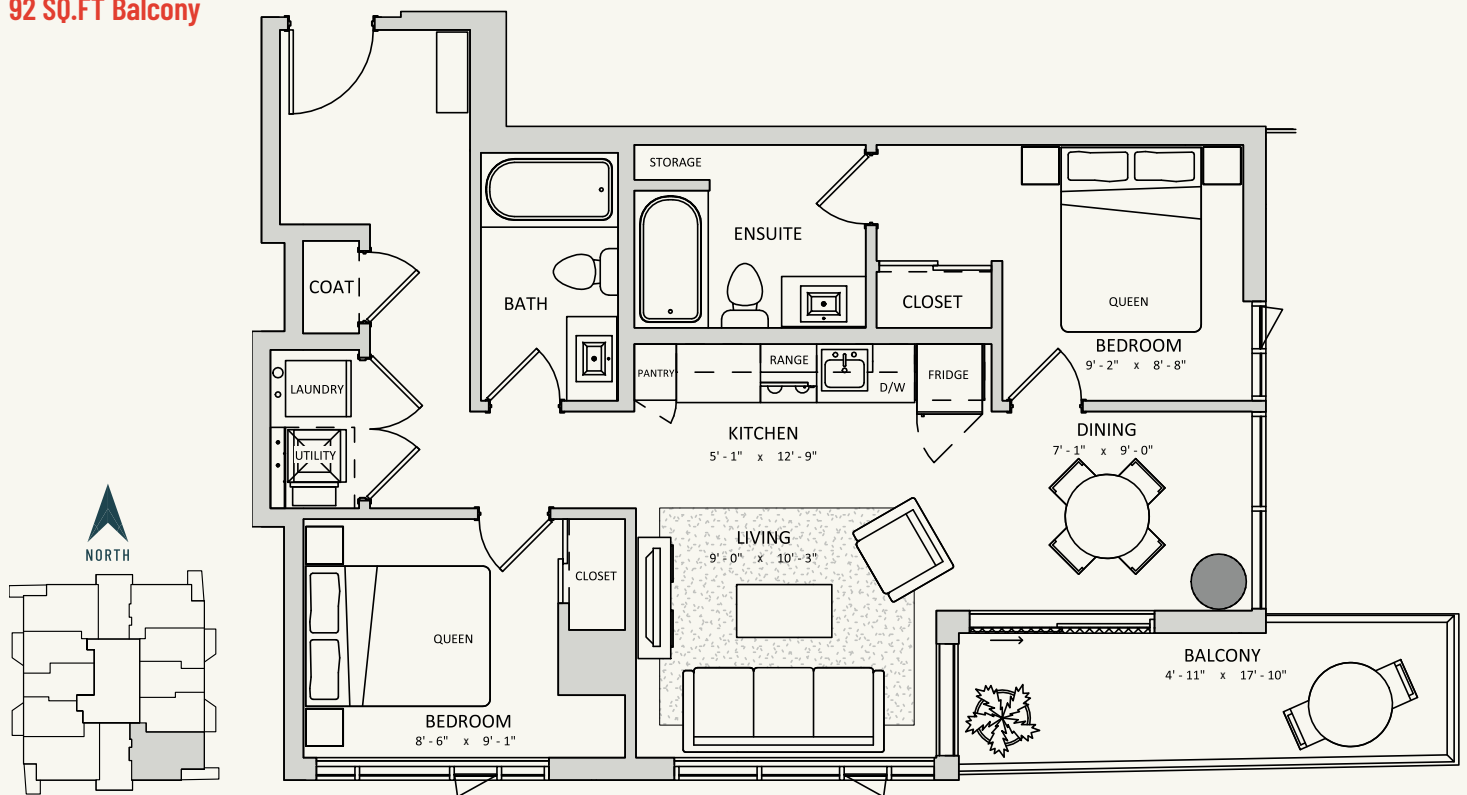 92 SQ.FT Balcony
STORAGE
ENSUITE
COAT
BATH
CLOSET
QUEEN
BEDROOM
9' - 2" x 8' - 8"
LAUNDRY
PANTRY
RANGE
D/W
FRIDGE
UTILITY
KITCHEN
5' - 1" x 12' - 9"
DINING
7' - 1" x 9' - 0"
LIVING
9' - 0" x 10' - 3"
CLOSET
QUEEN
BEDROOM
8' - 6" x 9' - 1"
BALCONY
4' - 11" x 17' - 10"
NORTH